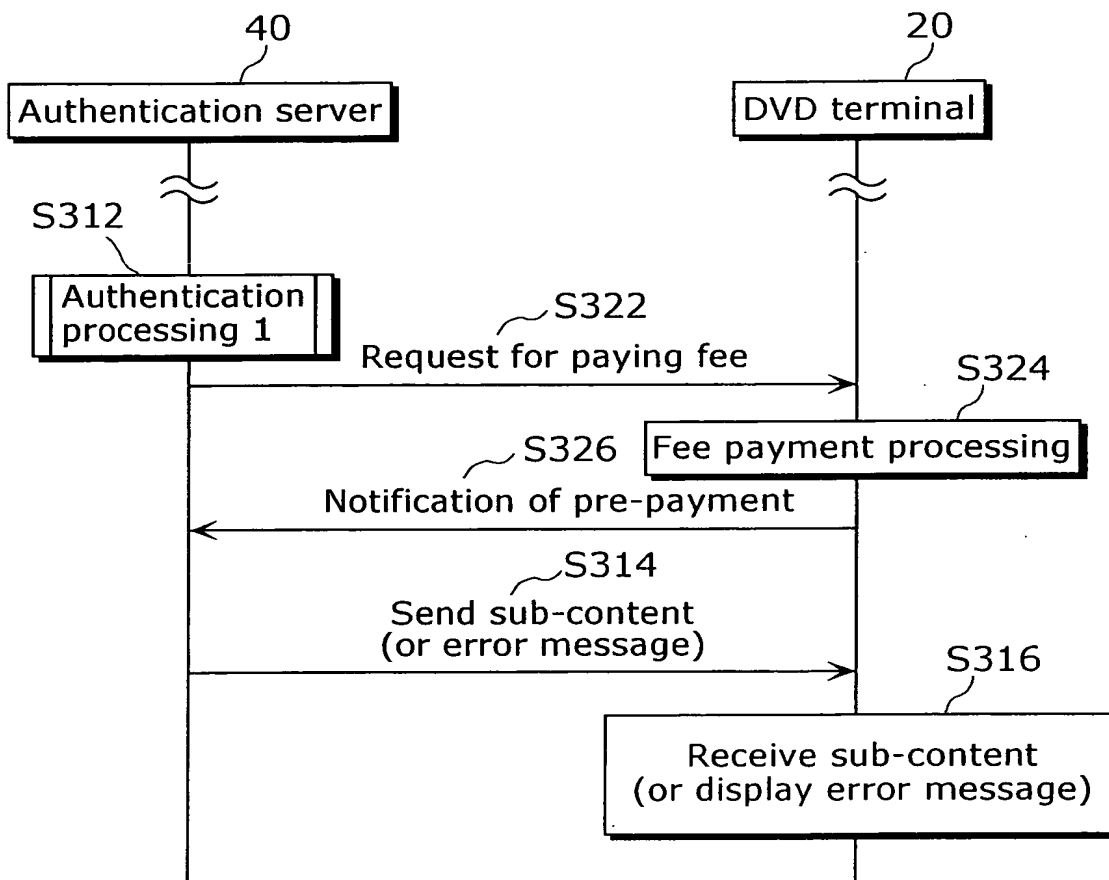 40
20
Authentication server
DVD terminal
S312
Authentication
processing 1
S322
Request for paying fee
S324
Fee payment processing
S326
Notification of pre-payment
S314
Send sub-content
(or error message)
S316
Receive sub-content
(or display error message)